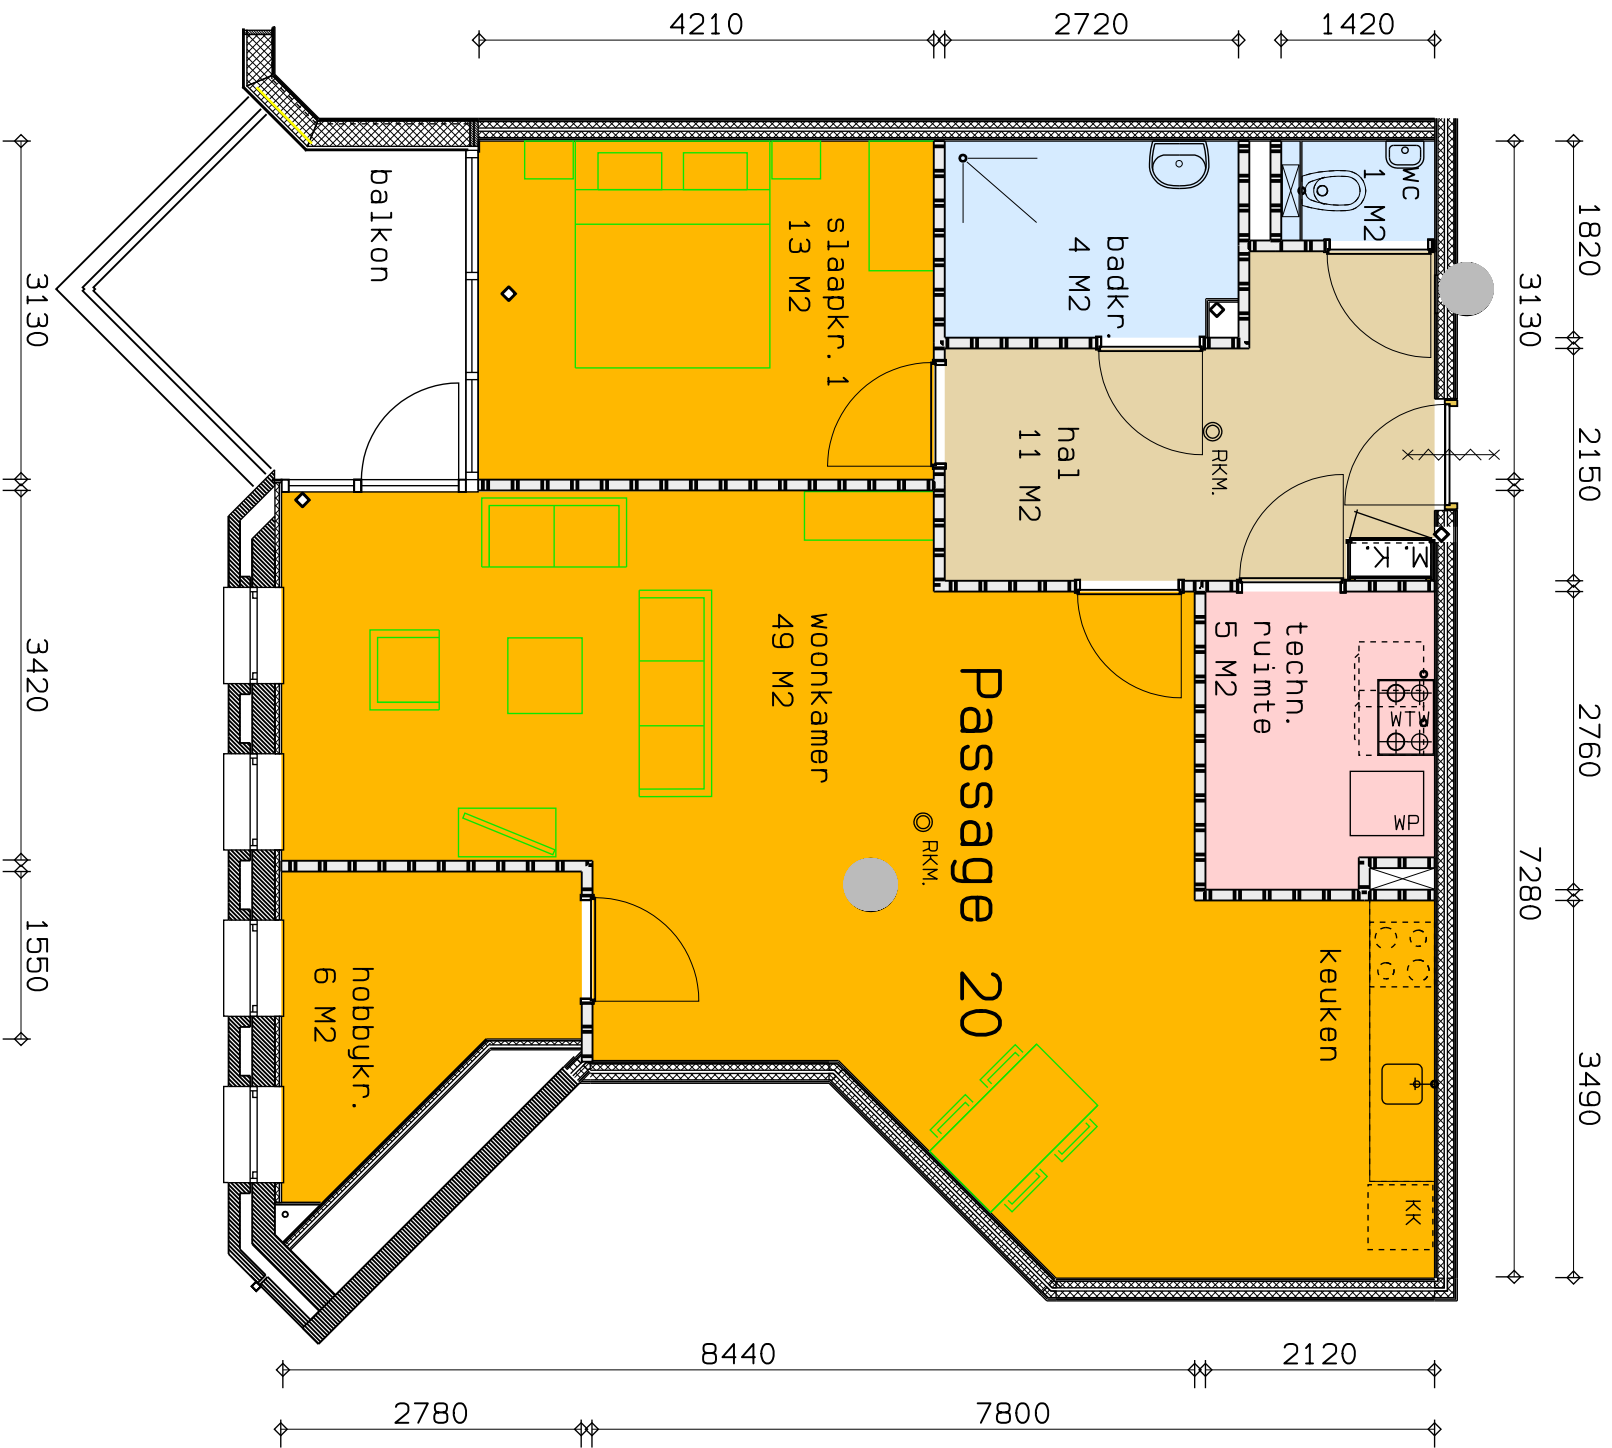 4210
2720
1420
balkon
slaapkr. 1
13 M2
badkr.
4 M2
WC
1 M2
hal
11 M2
RKM.
M. K.
woonkamer
49 M2
Passage 20
RKM.
techn.
ruimte
5 M2
WTW
WP
keuken
KK
hobbykr.
6 M2
3130
3420
1550
3130
7280
1820
2150
2760
3490
8440
2120
2780
7800